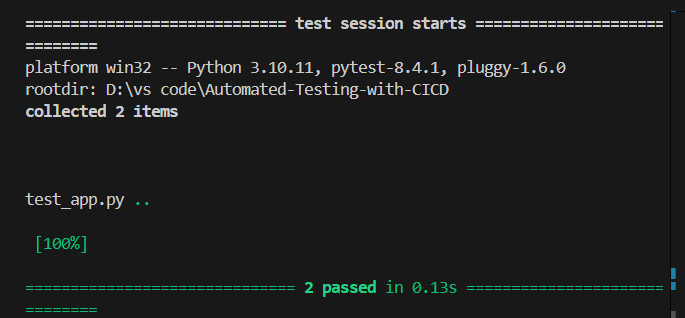 ============================= test session starts =====================
========
platform win32 -- Python 3.10.11, pytest-8.4.1, pluggy-1.6.0
rootdir: D:\vs code\Automated-Testing-with-CICD
collected 2 items
test_app.py ..
[100%]
============================== 2 passed in 0.13s ======================
========